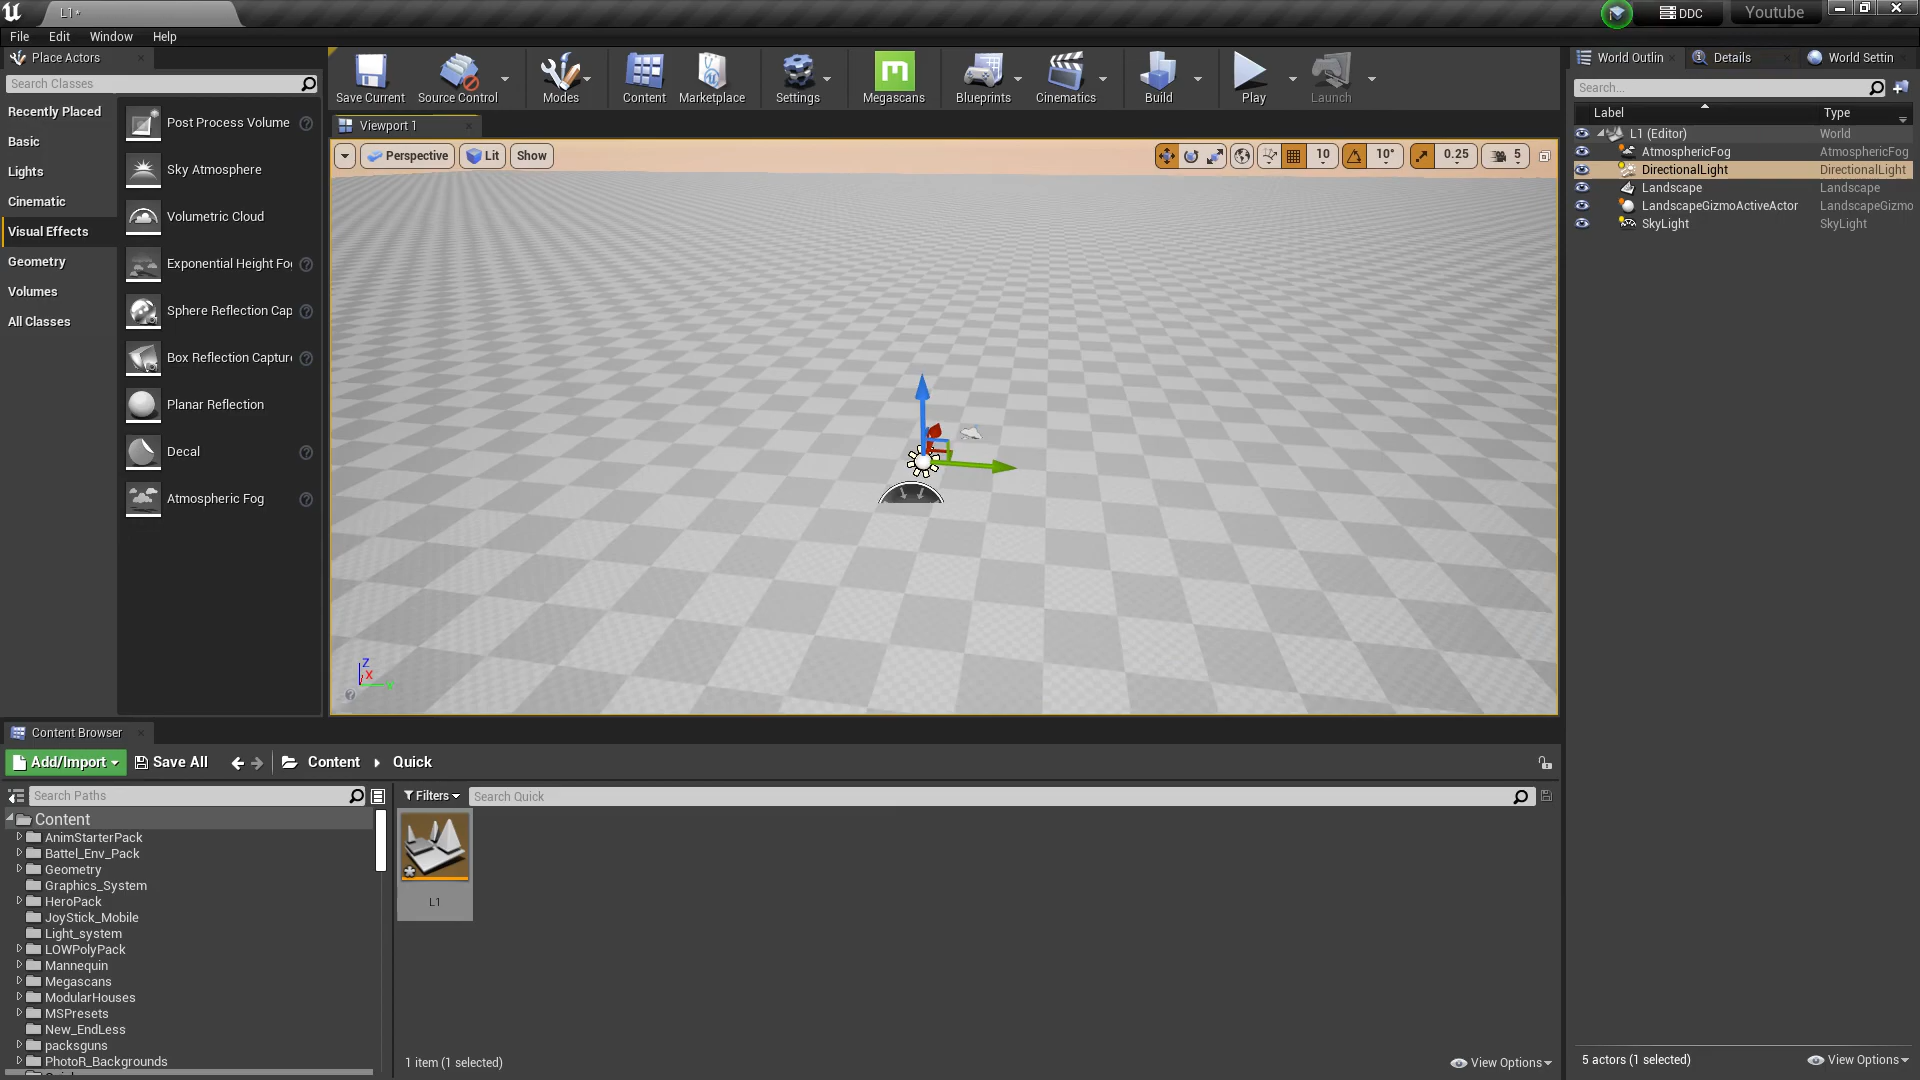 L1*
DDC
Youtube
File
Edit
Window
Help
Place Actors
Search Classes
Recently Placed
Basic
Lights
Cinematic
Visual Effects
Geometry
Volumes
All Classes
Post Process Volume
Sky Atmosphere
Volumetric Cloud
Exponential Height Fo
Sphere Reflection Cap
Box Reflection Capture
Planar Reflection
Decal
Atmospheric Fog
Save Current
Source Control
Modes
Content
Marketplace
Settings
Megascans
Blueprints
Cinematics
Build
Play
Launch
Viewport 1
Perspective
Lit
Show
10
10°
0.25
5
Z
X
World Outlin
Details
World Settin
Search...
Label
Type
L1 (Editor)
World
AtmosphericFog
AtmosphericFog
DirectionalLight
DirectionalLight
Landscape
Landscape
LandscapeGizmoActiveActor
LandscapeGizmo
SkyLight
SkyLight
5 actors (1 selected)
View Options
Content Browser
Add/Import
Save All
Content
Quick
Search Paths
Filters
Search Quick
Content
AnimStarterPack
Battel_Env_Pack
Geometry
Graphics_System
HeroPack
JoyStick_Mobile
Light_system
LOWPolyPack
Mannequin
Megascans
ModularHouses
MSPresets
New_EndLess
packsguns
PhotoR_Backgrounds
L1
1 item (1 selected)
View Options